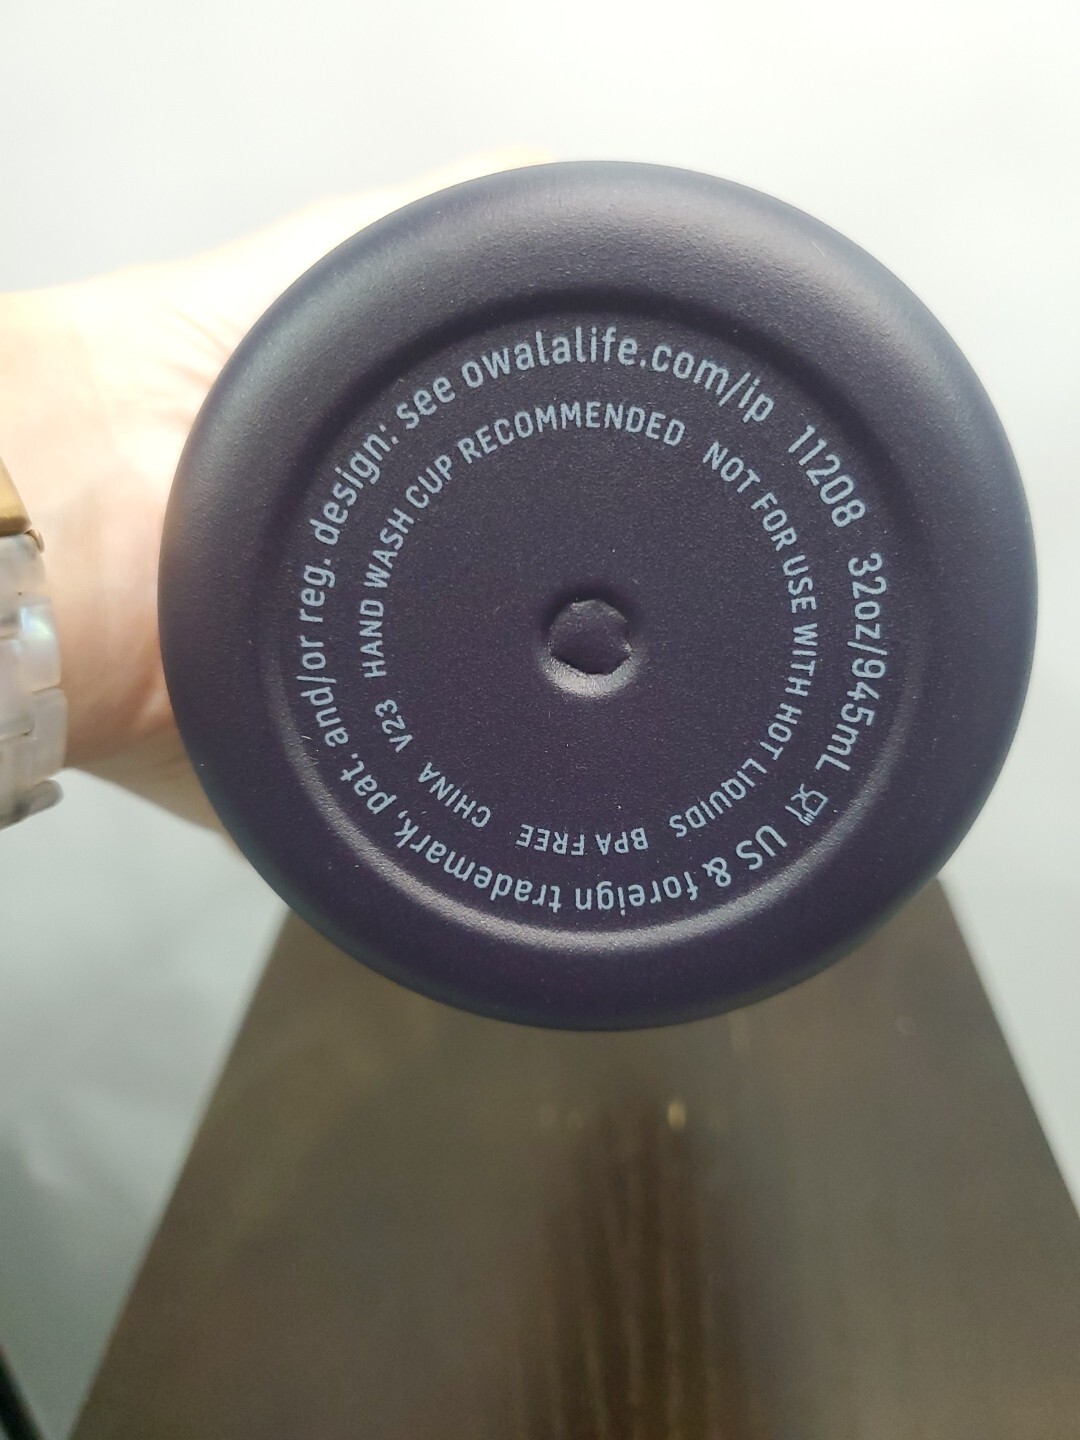 US & foreign trademark, pat. and/or reg. design: see owalalife.com/ip 11208 32oz/945mL
CHINA V23 HAND WASH CUP RECOMMENDED NOT FOR USE WITH HOT LIQUIDS BPA FREE